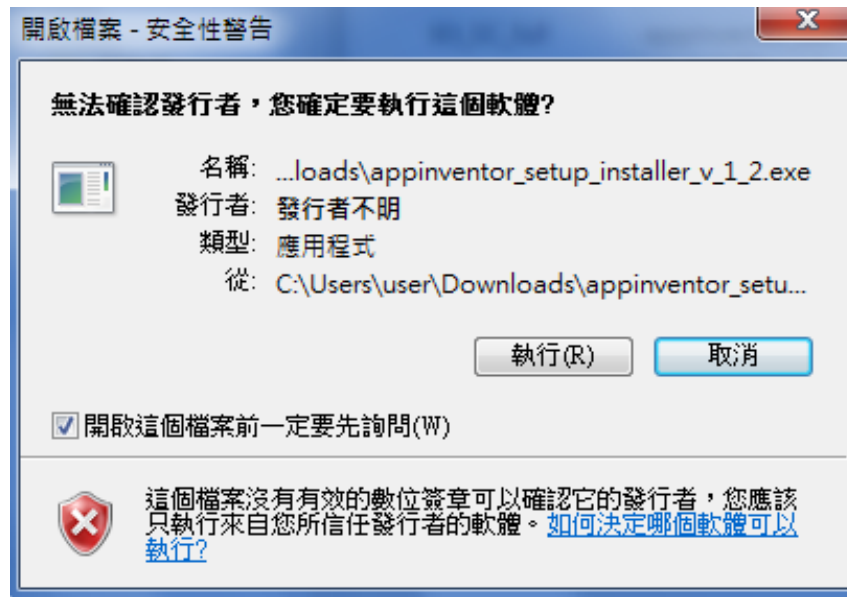 開啟檔案 - 安全性警告
無法確認發行者，您確定要執行這個軟體?
名稱: ...loads\appinventor_setup_installer_v_1_2.exe
發行者: 發行者不明
類型: 應用程式
從: C:\Users\user\Downloads\appinventor_setu...
執行(R) 取消
開啟這個檔案前一定要先詢問(W)
這個檔案沒有有效的數位簽章可以確認它的發行者，您應該
只執行來自您所信任發行者的軟體。如何決定哪個軟體可以
執行?